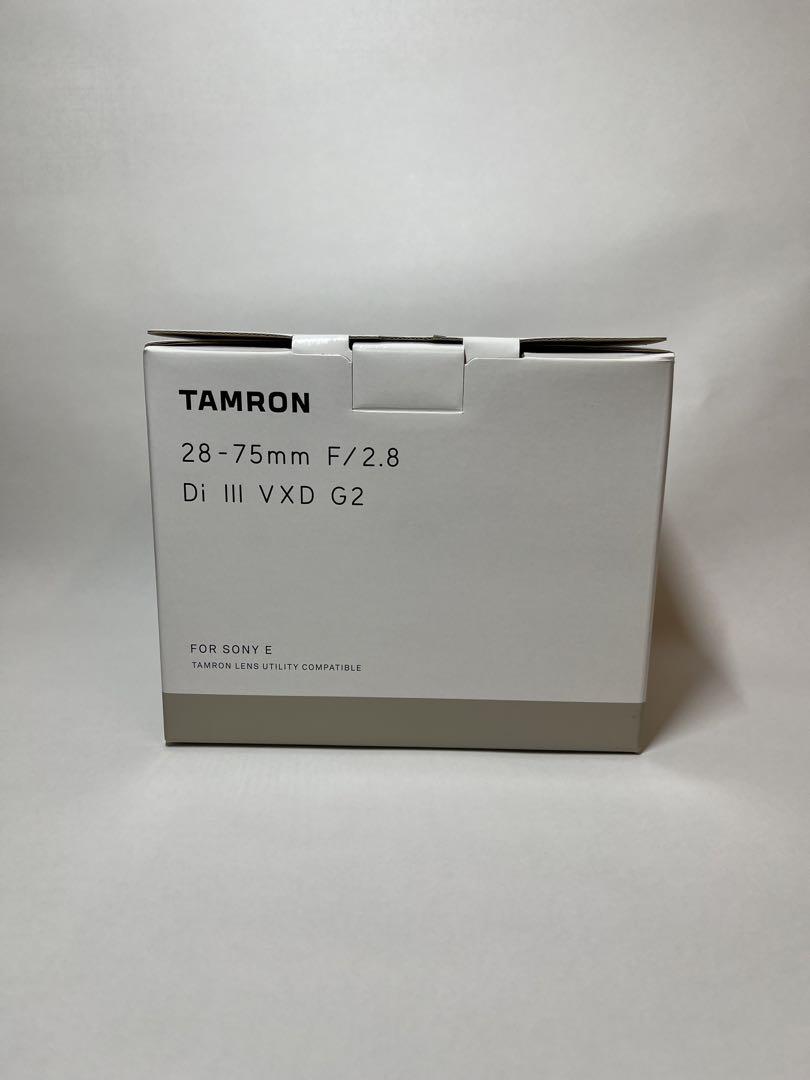 TAMRON
28-75mm F/2.8
Di III VXD G2
FOR SONY E
TAMRON LENS UTILITY COMPATIBLE